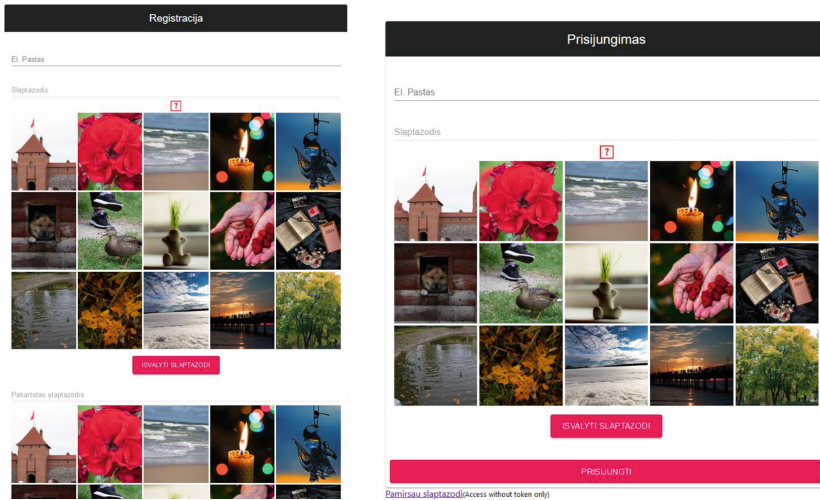 Registracija
El. Pastas
Slaptazodis
?
ISVALYTI SLAPTAZODI
Pakartotas slaptazodis
Prisijungimas
El. Pastas
Slaptazodis
?
ISVALYTI SLAPTAZODI
PRISIJUNGTI
Pamirsau slaptazodi(Access without token only)